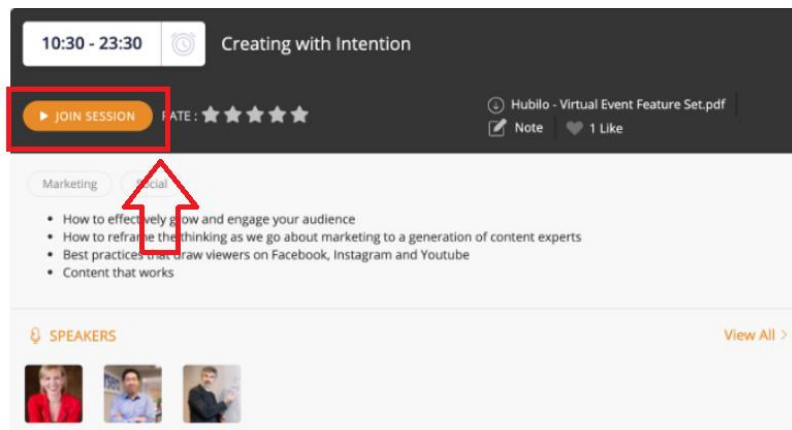 10:30 - 23:30
Creating with Intention
JOIN SESSION
RATE :
Hubilo - Virtual Event Feature Set.pdf
Note
1 Like
Marketing
Social
How to effectively grow and engage your audience
How to reframe the thinking as we go about marketing to a generation of content experts
Best practices that draw viewers on Facebook, Instagram and Youtube
Content that works
SPEAKERS
View All >